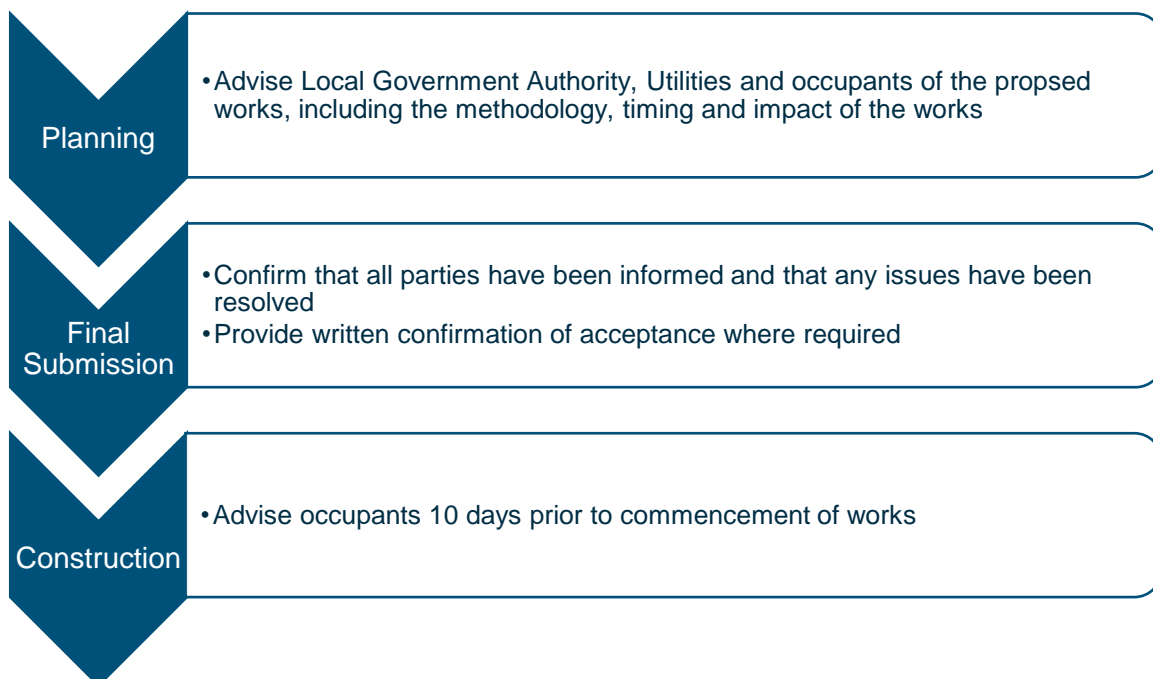 Planning
•Advise Local Government Authority, Utilities and occupants of the propsed
works, including the methodology, timing and impact of the works
Final
Submission
•Confirm that all parties have been informed and that any issues have been
resolved
•Provide written confirmation of acceptance where required
Construction
•Advise occupants 10 days prior to commencement of works